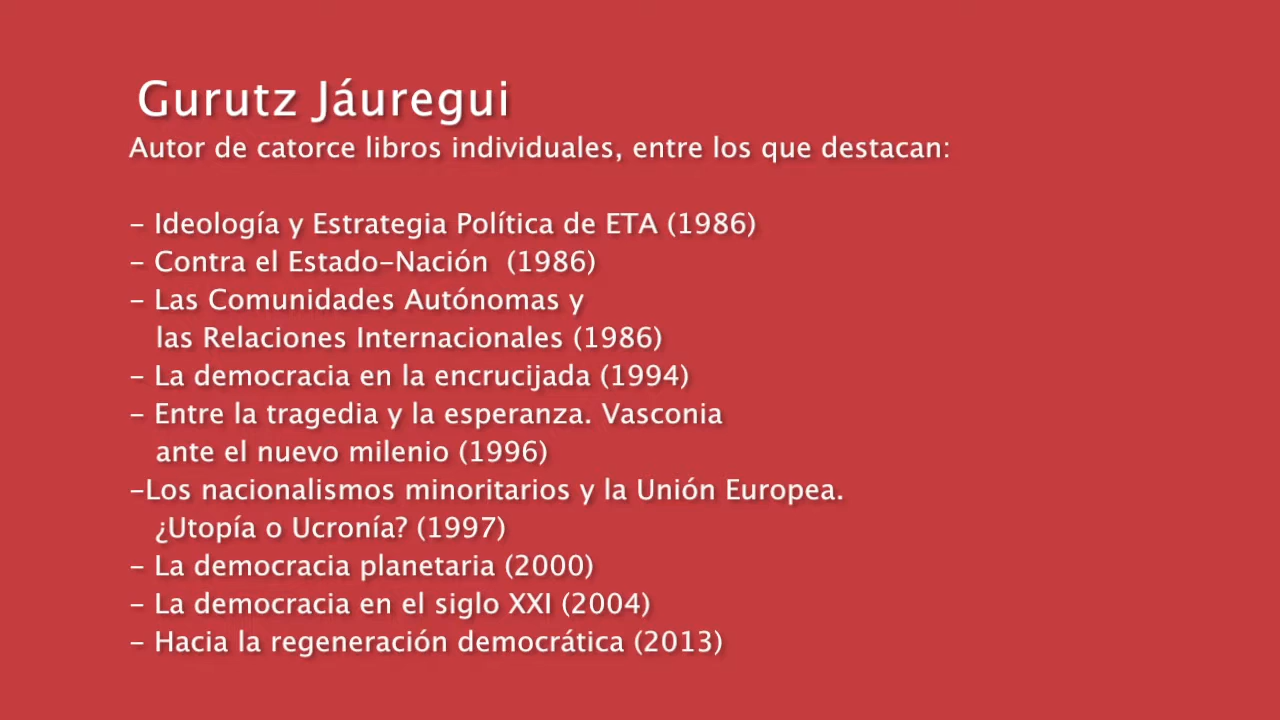 Gurutz Jáuregui
Autor de catorce libros individuales, entre los que destacan:
- Ideología y Estrategia Política de ETA (1986)
- Contra el Estado-Nación (1986)
- Las Comunidades Autónomas y
las Relaciones Internacionales (1986)
- La democracia en la encrucijada (1994)
- Entre la tragedia y la esperanza. Vasconia
ante el nuevo milenio (1996)
-Los nacionalismos minoritarios y la Unión Europea.
¿Utopía o Ucronía? (1997)
- La democracia planetaria (2000)
- La democracia en el siglo XXI (2004)
- Hacia la regeneración democrática (2013)